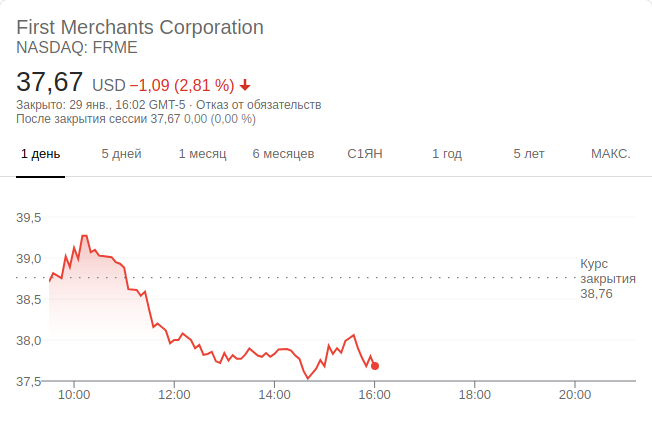 First Merchants Corporation
NASDAQ: FRME
37,67 USD −1,09 (2,81 %)
Закрыто: 29 янв., 16:02 GMT-5 · Отказ от обязательств
После закрытия сессии 37,67 0,00 (0,00 %)
1 день 5 дней 1 месяц 6 месяцев С1ЯН 1 год 5 лет МАКС.
39,5
39,0
38,5
38,0
37,5
Курс
закрытия
38,76
10:00 12:00 14:00 16:00 18:00 20:00